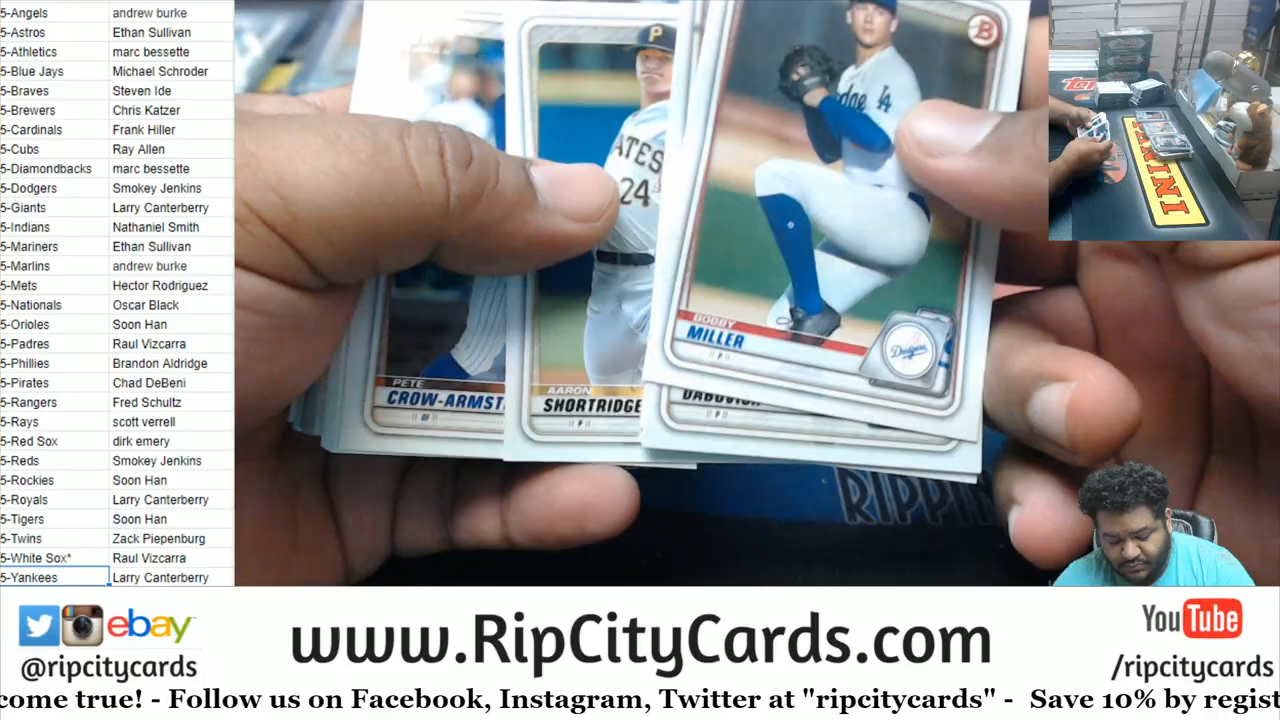 5-Angels andrew burke
5-Astros Ethan Sullivan
5-Athletics marc bessette
5-Blue Jays Michael Schroder
5-Braves Steven Ide
5-Brewers Chris Katzer
5-Cardinals Frank Hiller
5-Cubs Ray Allen
5-Diamondbacks marc bessette
5-Dodgers Smokey Jenkins
5-Giants Larry Canterberry
5-Indians Nathaniel Smith
5-Mariners Ethan Sullivan
5-Marlins andrew burke
5-Mets Hector Rodriguez
5-Nationals Oscar Black
5-Orioles Soon Han
5-Padres Raul Vizcarra
5-Phillies Brandon Aldridge
5-Pirates Chad DeBeni
5-Rangers Fred Schultz
5-Rays scott verrell
5-Red Sox dirk emery
5-Reds Smokey Jenkins
5-Rockies Soon Han
5-Royals Larry Canterberry
5-Tigers Soon Han
5-Twins Zack Piepenburg
5-White Sox* Raul Vizcarra
5-Yankees Larry Canterberry
PETE
CROW-ARMST
OF
P
ATES
24
AARON
SHORTRIDGE
P
B
LA
BOBBY
MILLER
P
Dodgers
P
RIPPIN
PANINI
ebay
@ripcitycards
www.RipCityCards.com
YouTube
/ripcitycards
come true! - Follow us on Facebook, Instagram, Twitter at "ripcitycards" - Save 10% by regist